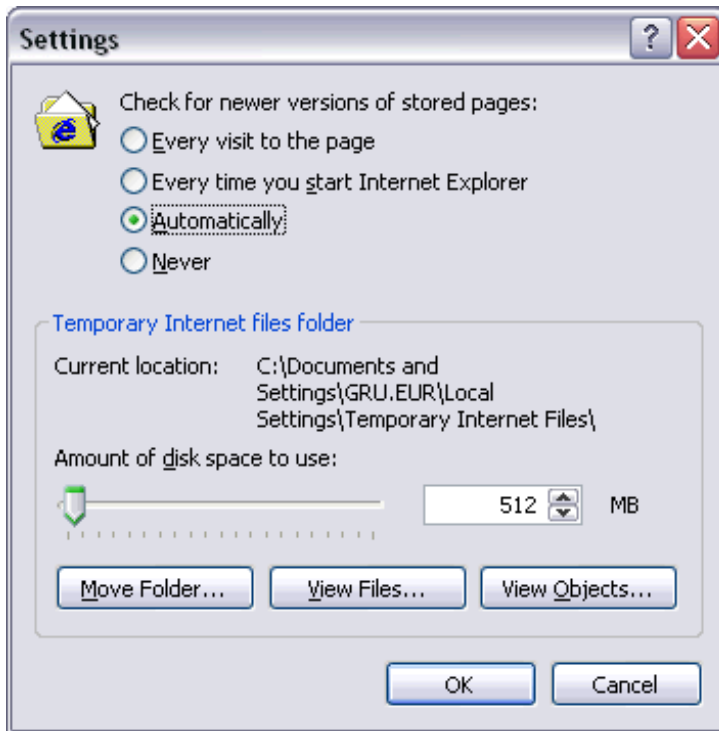 Settings
Check for newer versions of stored pages:
Every visit to the page
Every time you start Internet Explorer
Automatically
Never
Temporary Internet files folder
Current location: C:\Documents and
Settings\GRU.EUR\Local
Settings\Temporary Internet Files\
Amount of disk space to use:
512 MB
Move Folder... View Files... View Objects...
OK Cancel